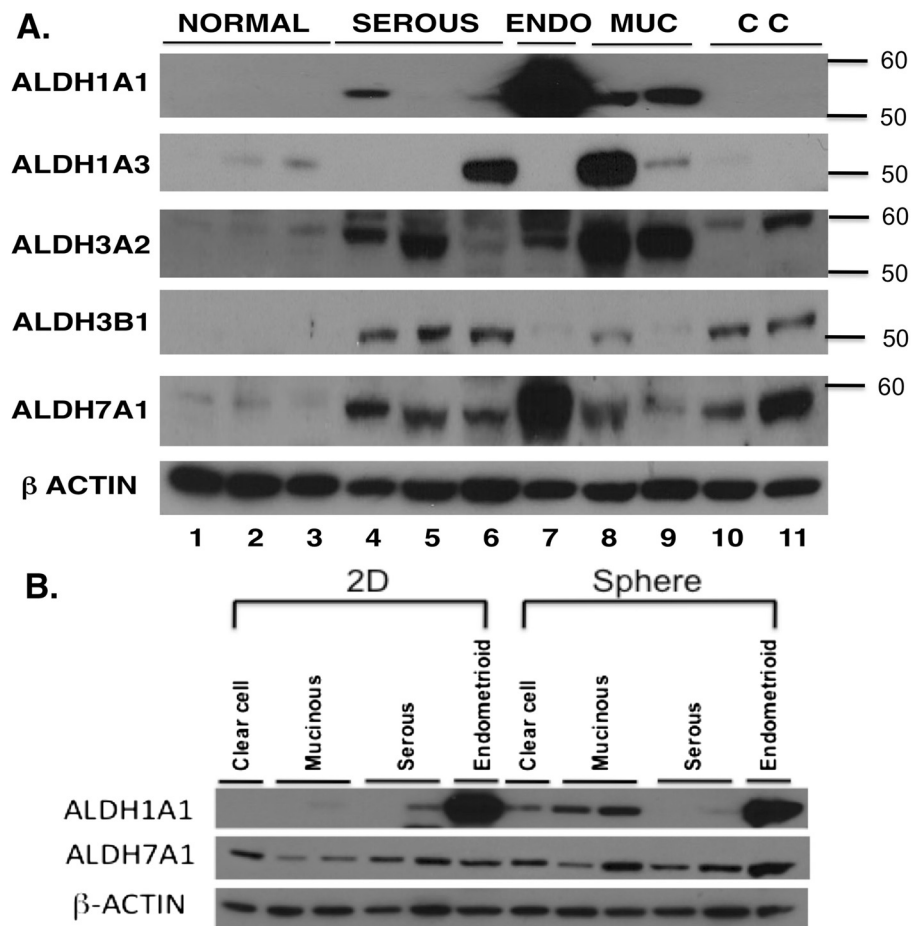 A.
NORMAL SEROUS ENDO MUC C C
ALDH1A1 60
50
ALDH1A3 50
ALDH3A2 60
50
ALDH3B1 50
ALDH7A1 60
β ACTIN
1 2 3 4 5 6 7 8 9 10 11
B.
2D Sphere
Clear cell Mucinous Serous Endometrioid Clear cell Mucinous Serous Endometrioid
ALDH1A1
ALDH7A1
β-ACTIN